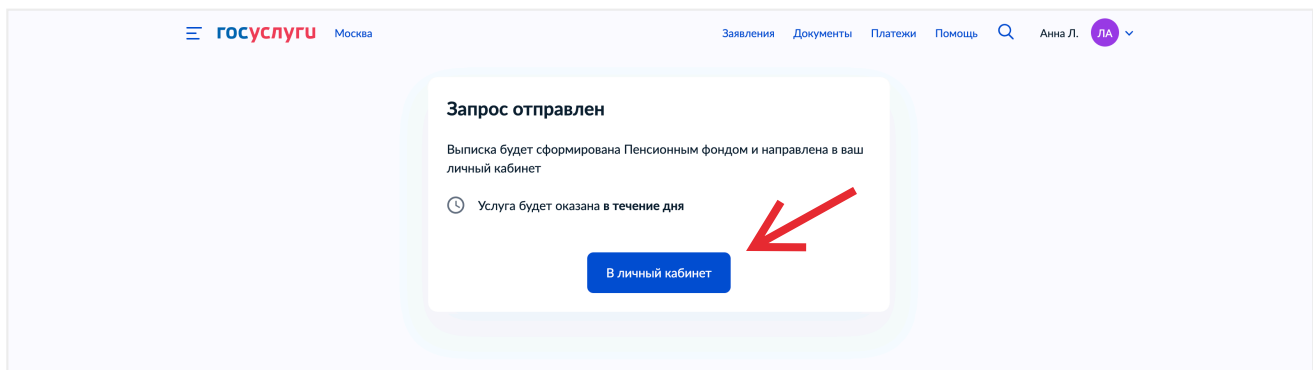 госуслуги Москва Заявления Документы Платежи Помощь Анна Л. ЛА
Запрос отправлен
Выписка будет сформирована Пенсионным фондом и направлена в ваш
личный кабинет
Услуга будет оказана в течение дня
В личный кабинет